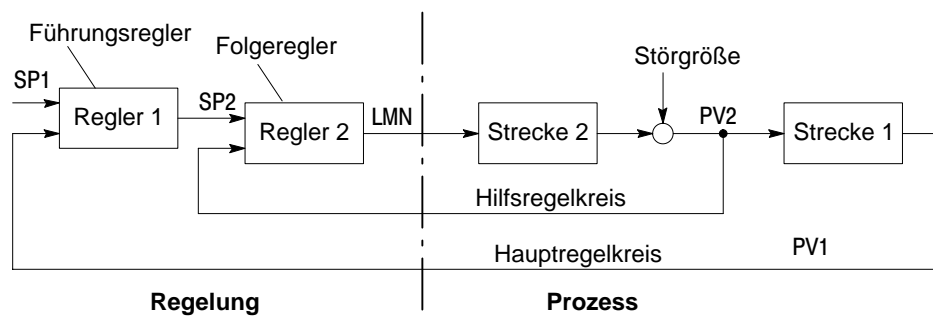 Führungsregler
Folgeregler
Störgröße
SP1
Regler 1
SP2
Regler 2
LMN
Strecke 2
PV2
Strecke 1
Hilfsregelkreis
Hauptregelkreis
PV1
Regelung
Prozess